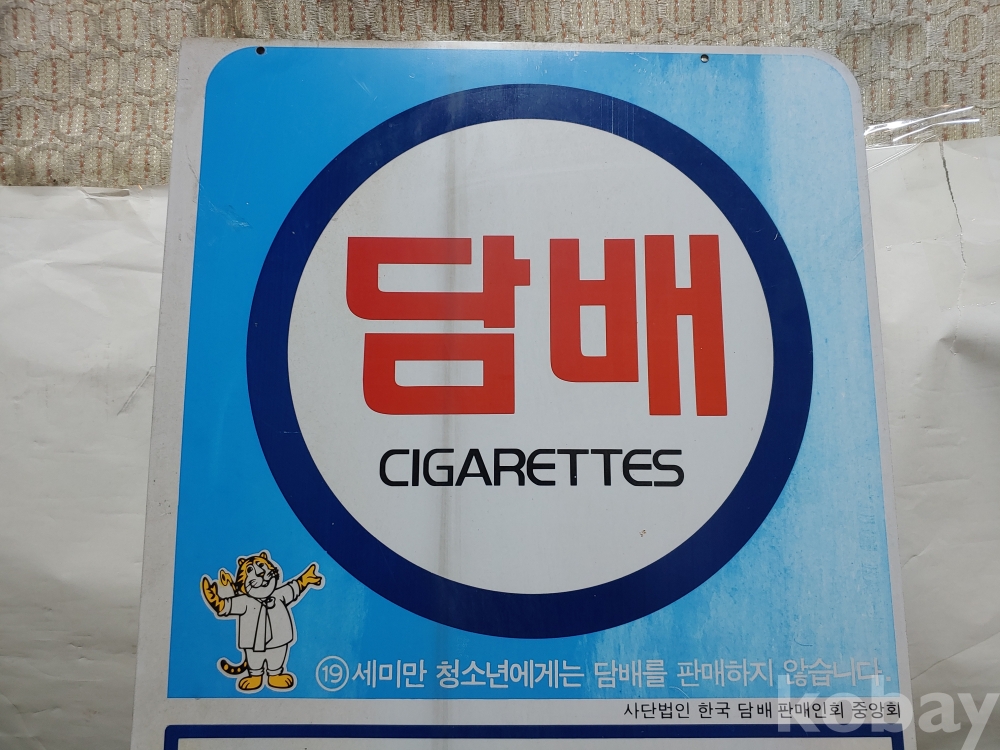 담배
CIGARETTES
⑲세미만 청소년에게는 담배를 판매하지 않습니다.
사단법인 한국 담배 판매인회 중앙회
kobay